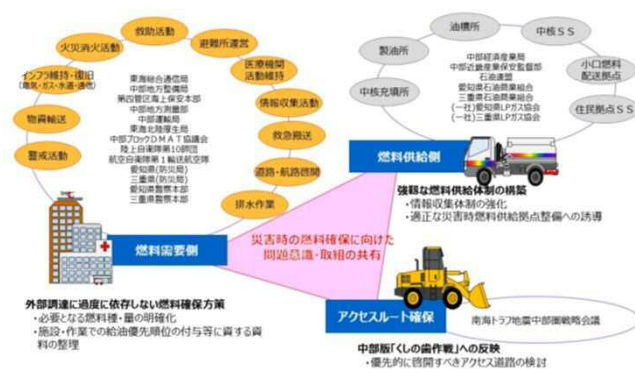 救助活動
火災消火活動
避難所運営
インフラ維持・復旧
(電気・ガス・水道・通信)
医療機関
活動維持
物資輸送
情報収集活動
警戒活動
救急搬送
道路・航路啓開
排水作業
東海総合通信局
中部地方整備局
第四管区海上保安本部
中部地方測量部
中部運輸局
東海北陸厚生局
中部ブロックDMAT協議会
陸上自衛隊第10師団
航空自衛隊第1輸送航空隊
愛知県(防災局)
三重県(防災局)
愛知県警察本部
三重県警察本部
燃料需要側
外部調達に過度に依存しない燃料確保方策
・必要となる燃料種・量の明確化
・施設・作業での給油優先順位の付与等に資する資
料の整理
油槽所
製油所
中核SS
小口燃料
配送拠点
中核充填所
住民拠点SS
中部経済産業局
中部近畿産業保安監督部
石油連盟
愛知県石油商業組合
三重県石油商業組合
(一社)愛知県LPガス協会
(一社)三重県LPガス協会
燃料供給側
強靱な燃料供給体制の構築
・情報収集体制の強化
・適正な災害時燃料供給拠点整備への誘導
災害時の燃料確保に向けた
問題意識・取組の共有
アクセスルート確保
南海トラフ地震中部圏戦略会議
中部版「くしの歯作戦」への反映
・優先的に啓開すべきアクセス道路の検討